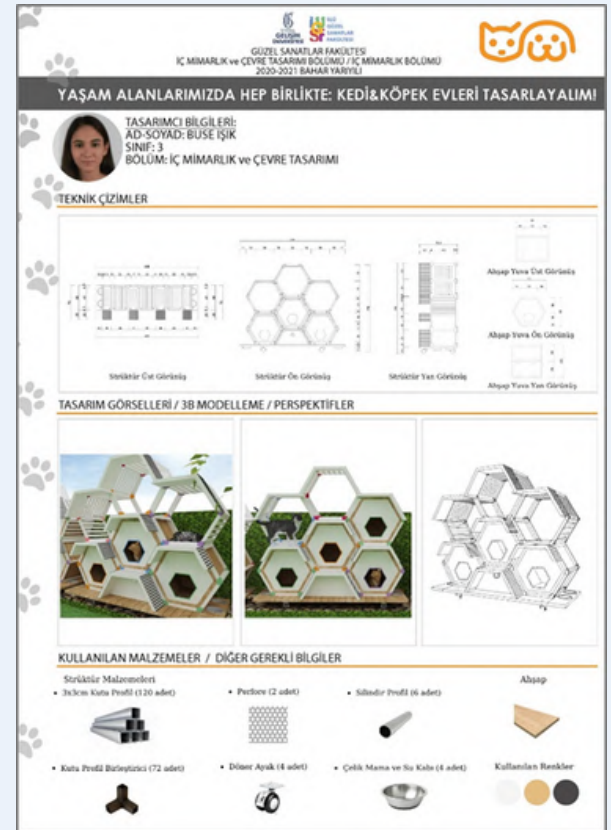 GELİŞİM
ÜNİVERSİTESİ
GÜZEL
SANATLAR
FAKÜLTESİ
GÜZEL SANATLAR FAKÜLTESİ
İÇ MİMARLIK ve ÇEVRE TASARIMI BÖLÜMÜ / İÇ MİMARLIK BÖLÜMÜ
2020-2021 BAHAR YARIYILI
YAŞAM ALANLARIMIZDA HEP BİRLİKTE: KEDİ&KÖPEK EVLERİ TASARLAYALIM!
TASARIMCI BİLGİLERİ:
AD-SOYAD: BUSE IŞIK
SINIF: 3
BÖLÜM: İÇ MİMARLIK ve ÇEVRE TASARIMI
TEKNİK ÇİZİMLER
Ahşap Yuva Üst Görünüş
Ahşap Yuva Ön Görünüş
Strüktür Üst Görünüş
Strüktür Ön Görünüş
Strüktür Yan Görünüş
Ahşap Yuva Yan Görünüş
TASARIM GÖRSELLERİ / 3B MODELLEME / PERSPEKTİFLER
KULLANILAN MALZEMELER / DİĞER GEREKLİ BİLGİLER
Strüktür Malzemeleri
Ahşap
• 3x3cm Kutu Profil (120 adet)
• Perfore (2 adet)
• Silindir Profil (6 adet)
• Kutu Profil Birleştirici (72 adet)
• Döner Ayak (4 adet)
• Çelik Mama ve Su Kabı (4 adet)
Kullanılan Renkler